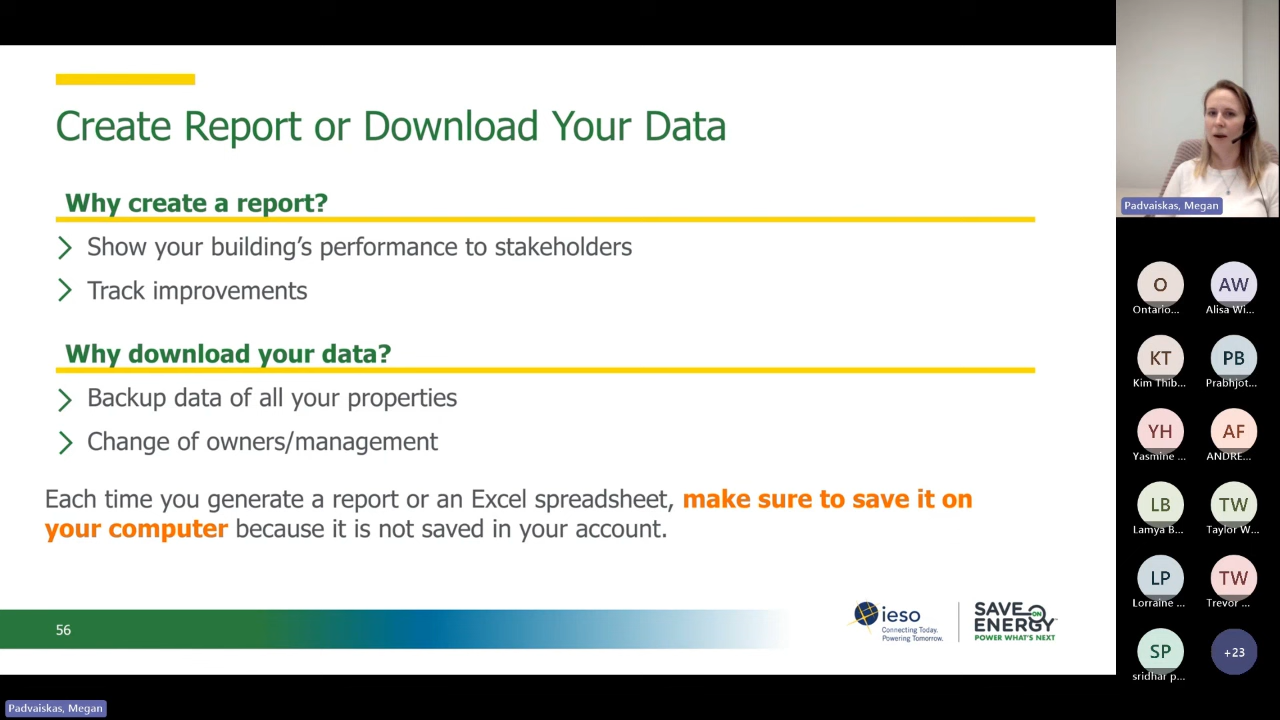 Create Report or Download Your Data
Why create a report?
Show your building's performance to stakeholders
Track improvements
Why download your data?
Backup data of all your properties
Change of owners/management
Each time you generate a report or an Excel spreadsheet, make sure to save it on
your computer because it is not saved in your account.
56
ieso
Connecting Today.
Powering Tomorrow.
SAVE ON
ENERGY
POWER WHAT'S NEXT
Padvaiskas, Megan
O
Ontario...
AW
Alisa Wi...
KT
Kim Thib...
PB
Prabhjot...
YH
Yasmine ...
AF
ANDRE...
LB
Lamya B...
TW
Taylor W...
LP
Lorraine ...
TW
Trevor ...
SP
sridhar p...
+23
Padvaiskas, Megan